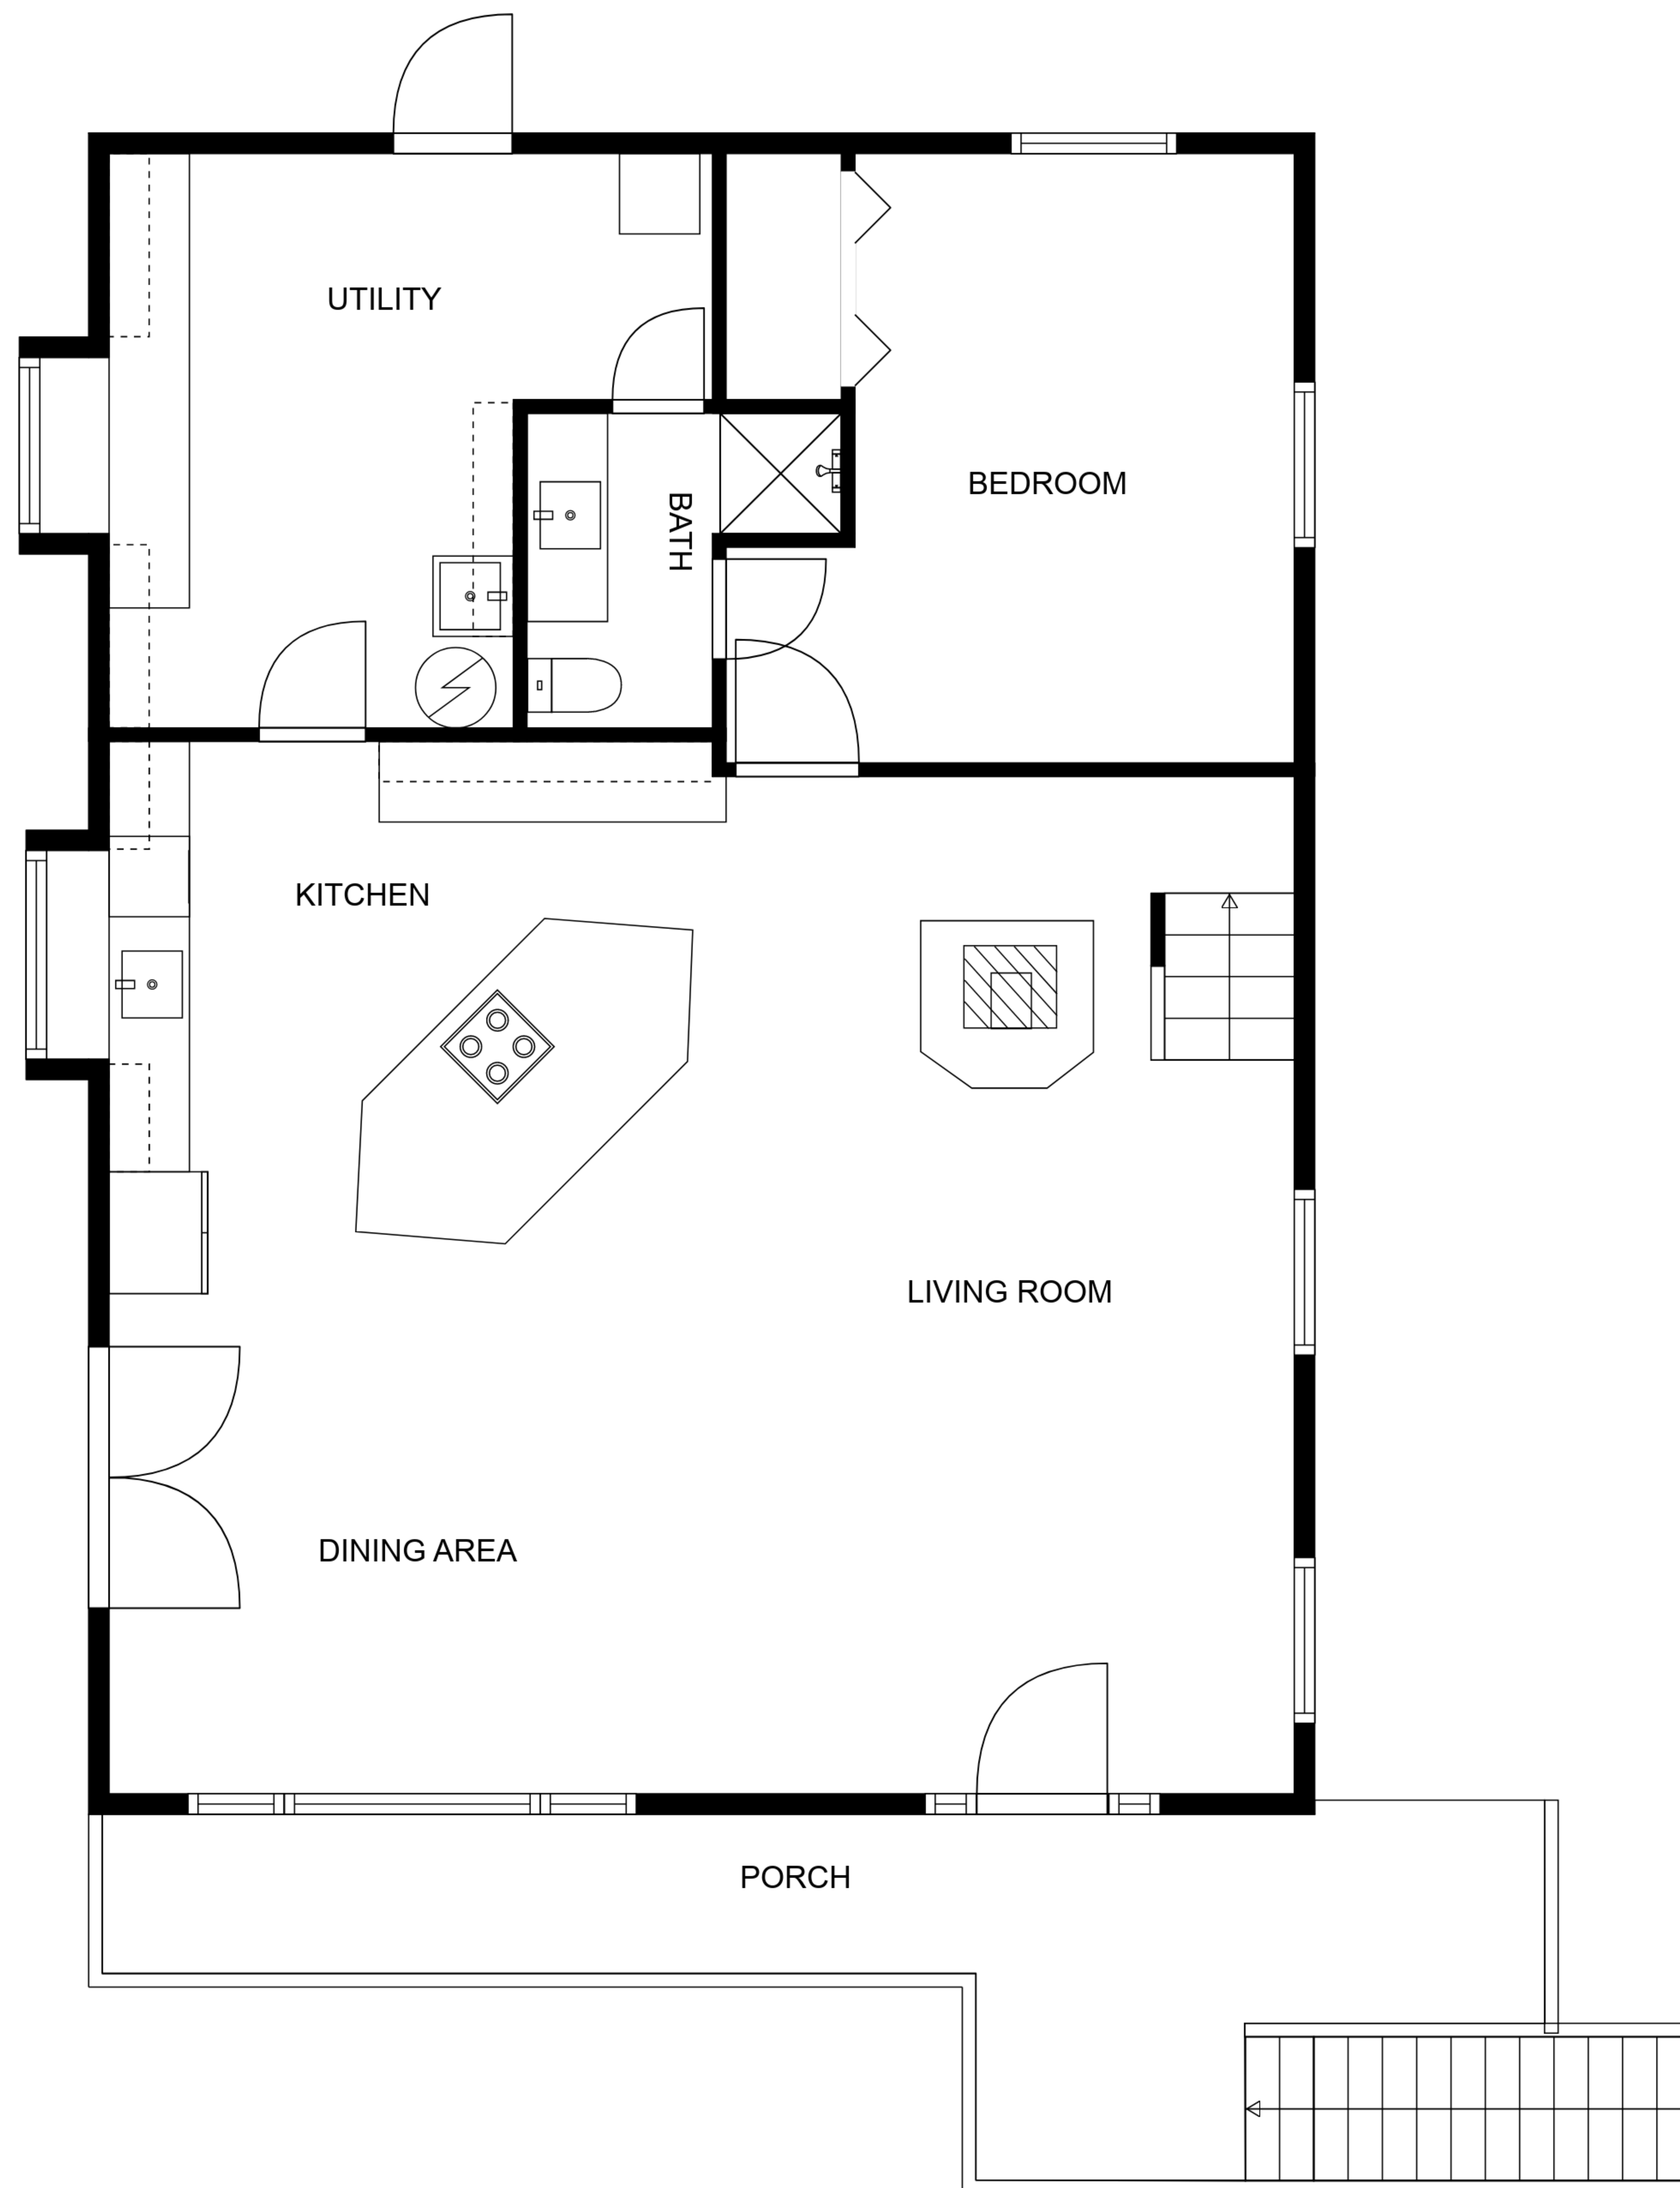 UTILITY
BEDROOM
BATH
KITCHEN
LIVING ROOM
DINING AREA
PORCH